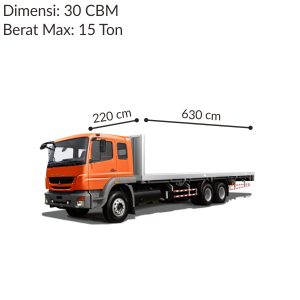 Dimensi: 30 CBM
Berat Max: 15 Ton
220 cm
630 cm